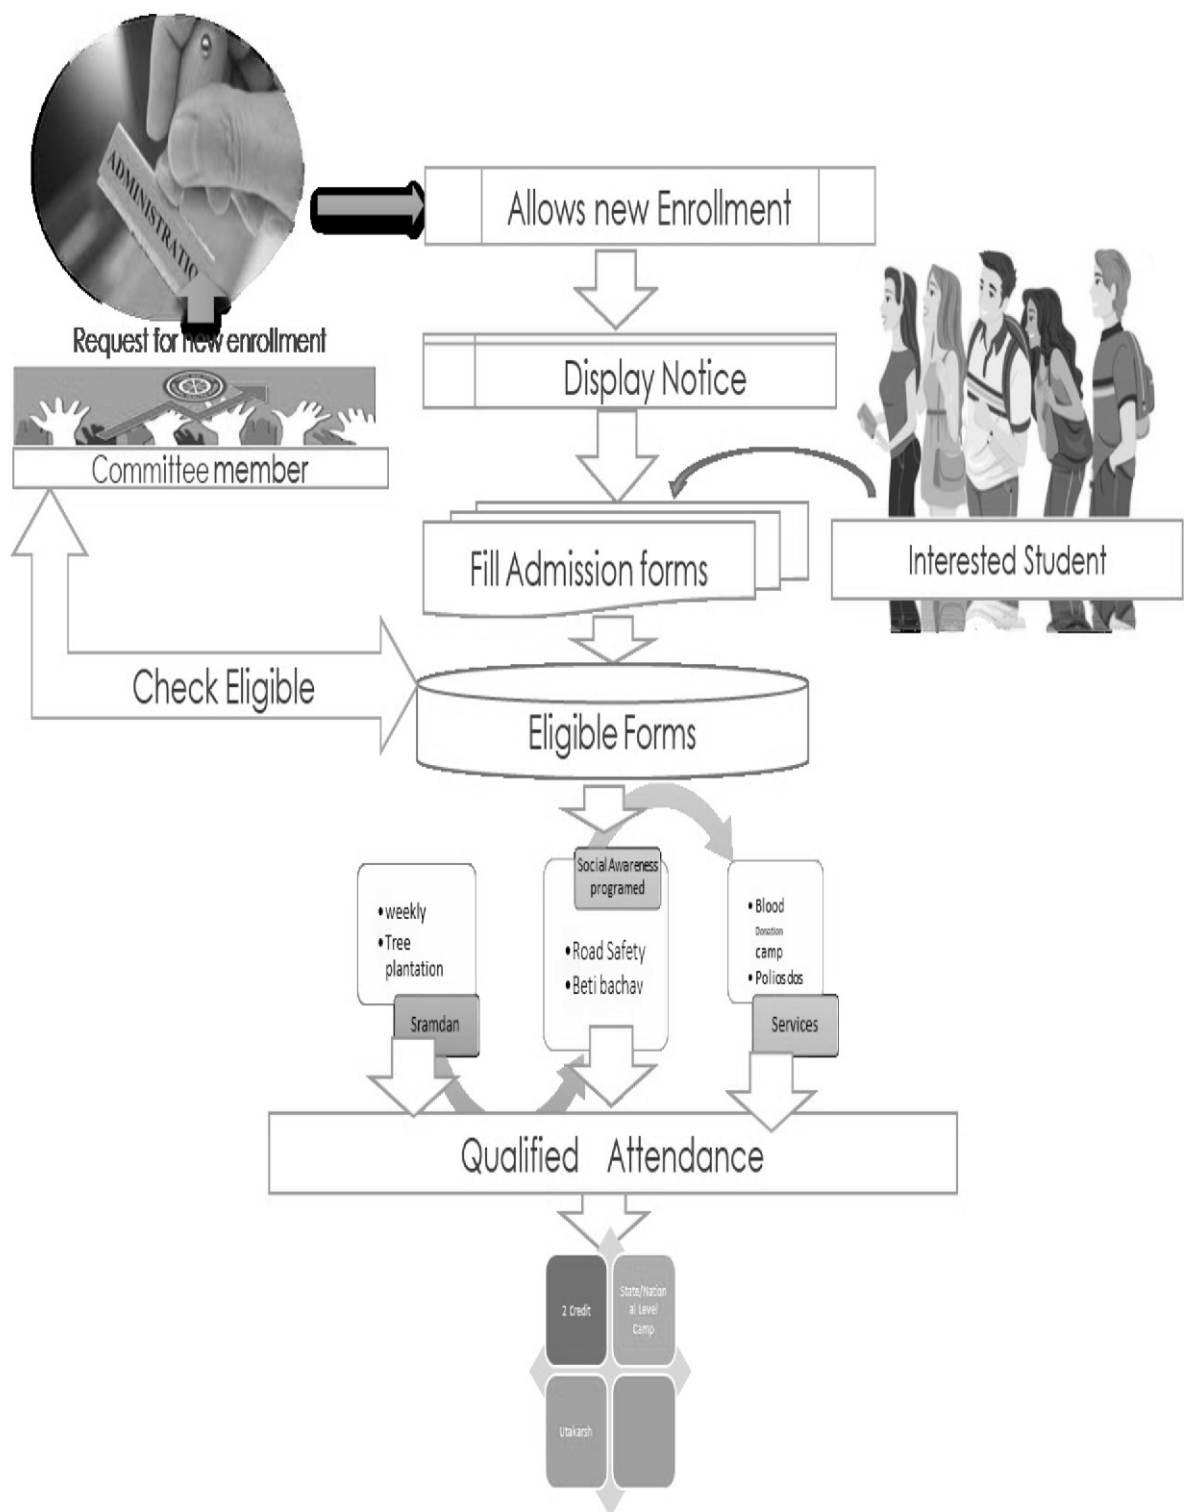 ADMINISTRATIO
Allows new Enrollment
Request for new enrollment
Display Notice
Committee member
Fill Admission forms
Interested Student
Check Eligible
Eligible Forms
• weekly
• Tree
plantation
Sramdan
Social Awareness
programed
• Road Safety
• Beti bachav
• Blood
Donation
camp
• Polios dos
Services
Qualified Attendance
2 Credit
State/Nation
al Level
Camp
Utakarsh